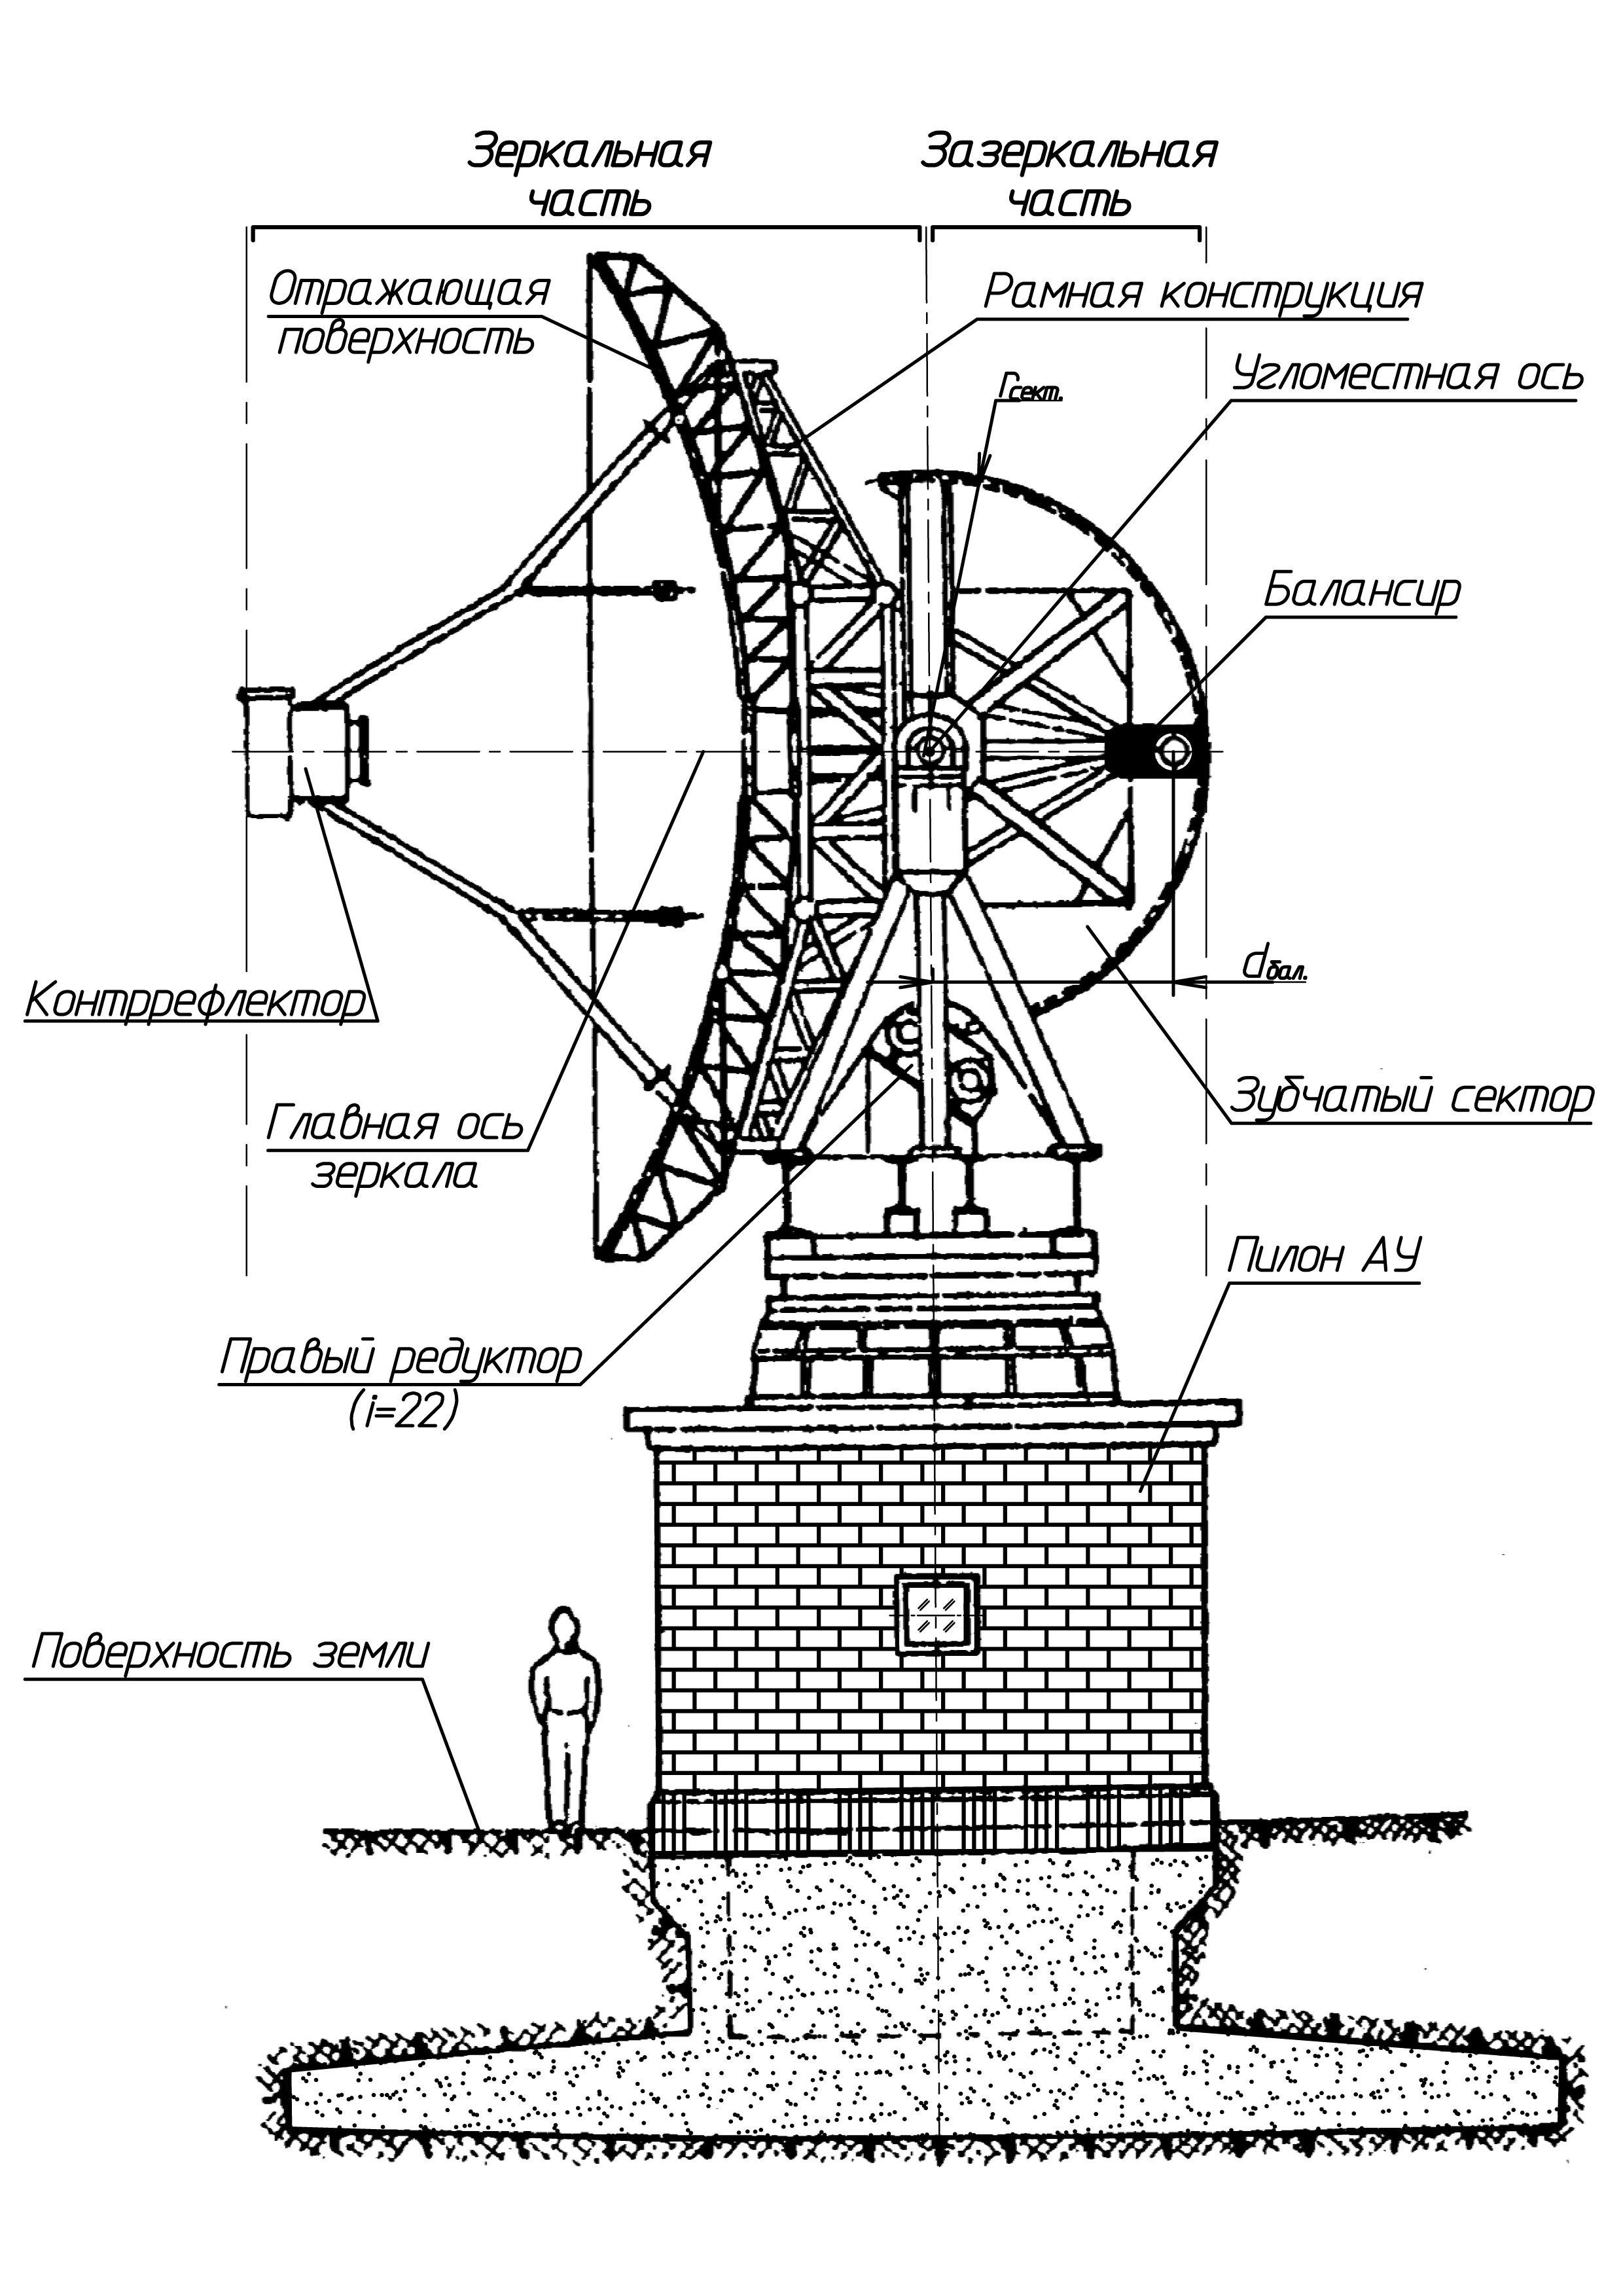 Зеркальная
часть
Зазеркальная
часть
Отражающая
поверхность
Рамная конструкция
Угломестная ось
rсект.
Балансир
dбал.
Контррефлектор
Зубчатый сектор
Главная ось
зеркала
Пилон АУ
Правый редуктор
(i=22)
Поверхность земли